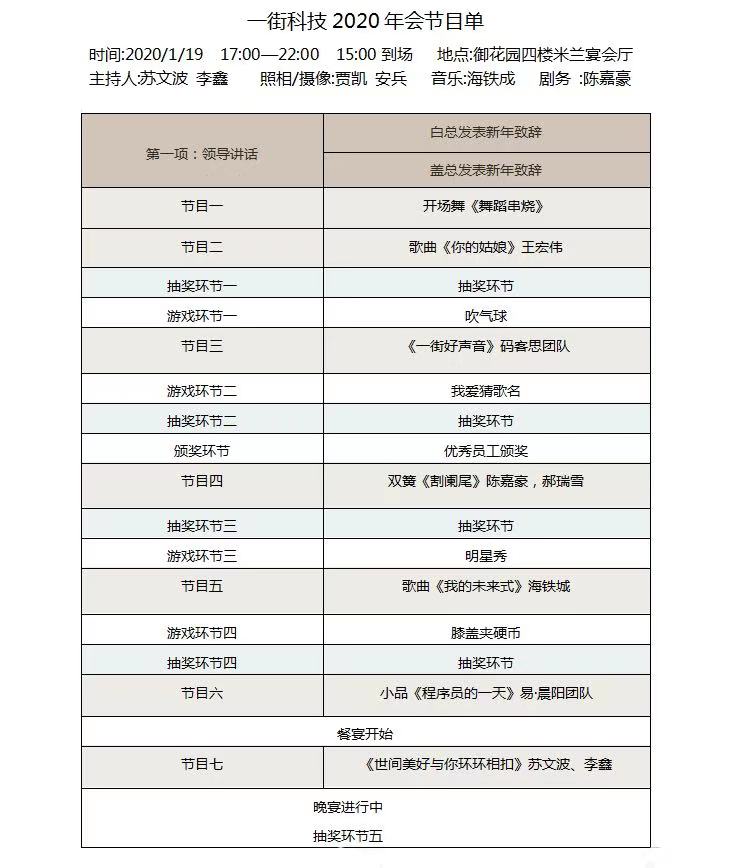 一街科技 2020 年会节目单
时间:2020/1/19 17:00—22:00 15:00 到场 地点:御花园四楼米兰宴会厅
主持人:苏文波 李鑫 照相/摄像:贾凯 安兵 音乐:海铁成 剧务 :陈嘉豪
第一项：领导讲话
白总发表新年致辞
盖总发表新年致辞
节目一 开场舞《舞蹈串烧》
节目二 歌曲《你的姑娘》王宏伟
抽奖环节一 抽奖环节
游戏环节一 吹气球
节目三 《一街好声音》码客思团队
游戏环节二 我爱猜歌名
抽奖环节二 抽奖环节
颁奖环节 优秀员工颁奖
节目四 双簧《割阑尾》陈嘉豪，郝瑞雪
抽奖环节三 抽奖环节
游戏环节三 明星秀
节目五 歌曲《我的未来式》海铁城
游戏环节四 膝盖夹硬币
抽奖环节四 抽奖环节
节目六 小品《程序员的一天》易·晨阳团队
餐宴开始
节目七 《世间美好与你环环相扣》苏文波、李鑫
晚宴进行中
抽奖环节五